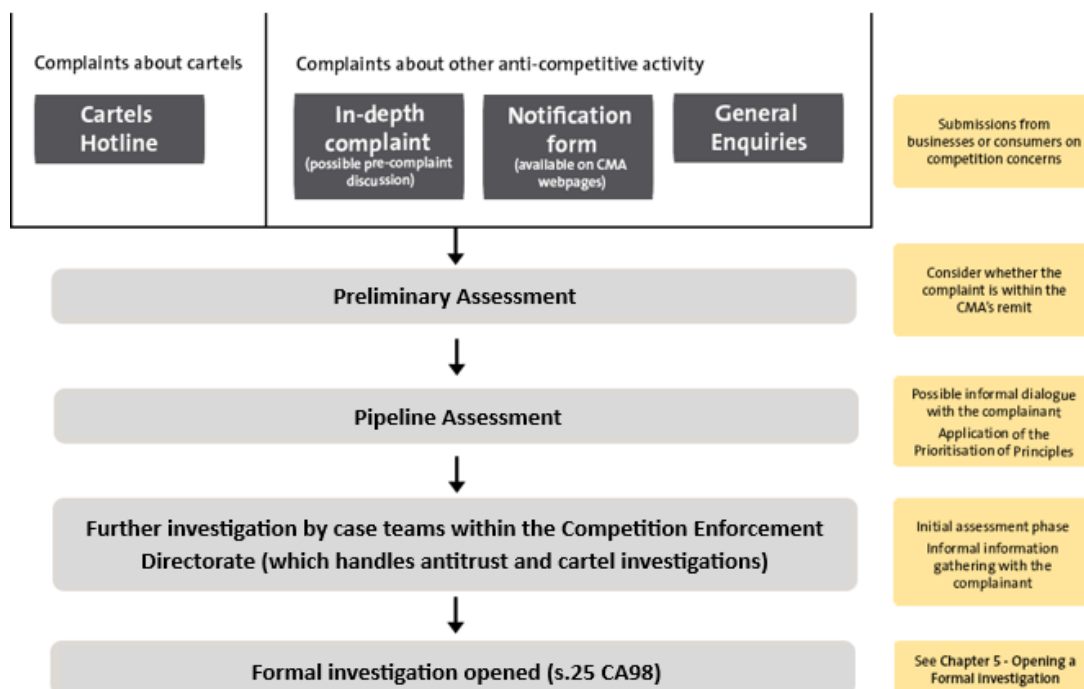 Complaints about cartels
Complaints about other anti-competitive activity
Cartels
Hotline
In-depth
complaint
(possible pre-complaint
discussion)
Notification
form
(available on CMA
webpages)
General
Enquiries
Submissions from
businesses or consumers on
competition concerns
Preliminary Assessment
Consider whether the
complaint is within the
CMA's remit
Pipeline Assessment
Possible informal dialogue
with the complainant
Application of the
Prioritisation of Principles
Further investigation by case teams within the Competition Enforcement
Directorate (which handles antitrust and cartel investigations)
Initial assessment phase
Informal information
gathering with the
complainant
Formal investigation opened (s.25 CA98)
See Chapter 5 - Opening a
Formal Investigation